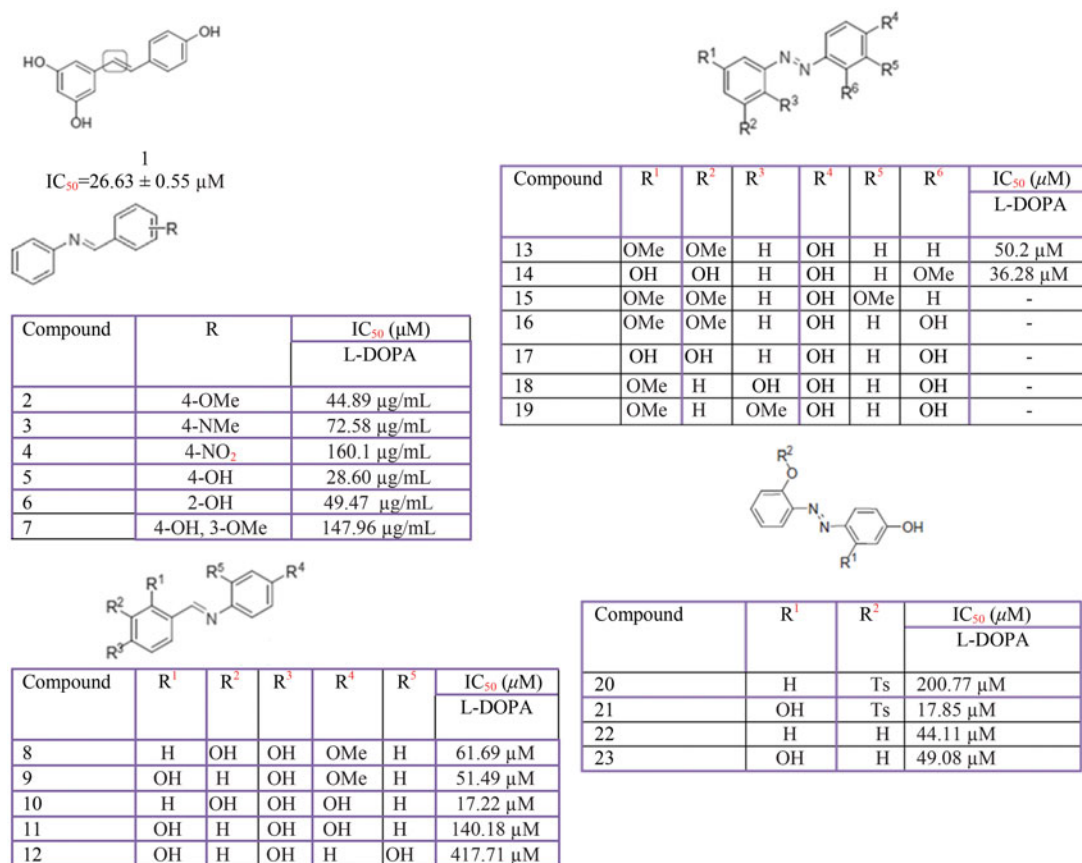 OH
HO
OH
1
IC50=26.63 ± 0.55 µM
N
R
Compound R IC50 (µM)
L-DOPA
2 4-OMe 44.89 µg/mL
3 4-NMe 72.58 µg/mL
4 4-NO2 160.1 µg/mL
5 4-OH 28.60 µg/mL
6 2-OH 49.47 µg/mL
7 4-OH, 3-OMe 147.96 µg/mL
R1 R5 R4
R2
N
R3
Compound R1 R2 R3 R4 R5 IC50 (µM)
L-DOPA
8 H OH OH OMe H 61.69 µM
9 OH H OH OMe H 51.49 µM
10 H OH OH OH H 17.22 µM
11 OH H OH OH H 140.18 µM
12 OH H OH H OH 417.71 µM
R4
R1 N
N R5
R3 R6
R2
Compound R1 R2 R3 R4 R5 R6 IC50 (µM)
L-DOPA
13 OMe OMe H OH H H 50.2 µM
14 OH OH H OH H OMe 36.28 µM
15 OMe OMe H OH OMe H -
16 OMe OMe H OH H OH -
17 OH OH H OH H OH -
18 OMe H OH OH H OH -
19 OMe H OMe OH H OH -
R2
O
N
N OH
R1
Compound R1 R2 IC50 (µM)
L-DOPA
20 H Ts 200.77 µM
21 OH Ts 17.85 µM
22 H H 44.11 µM
23 OH H 49.08 µM